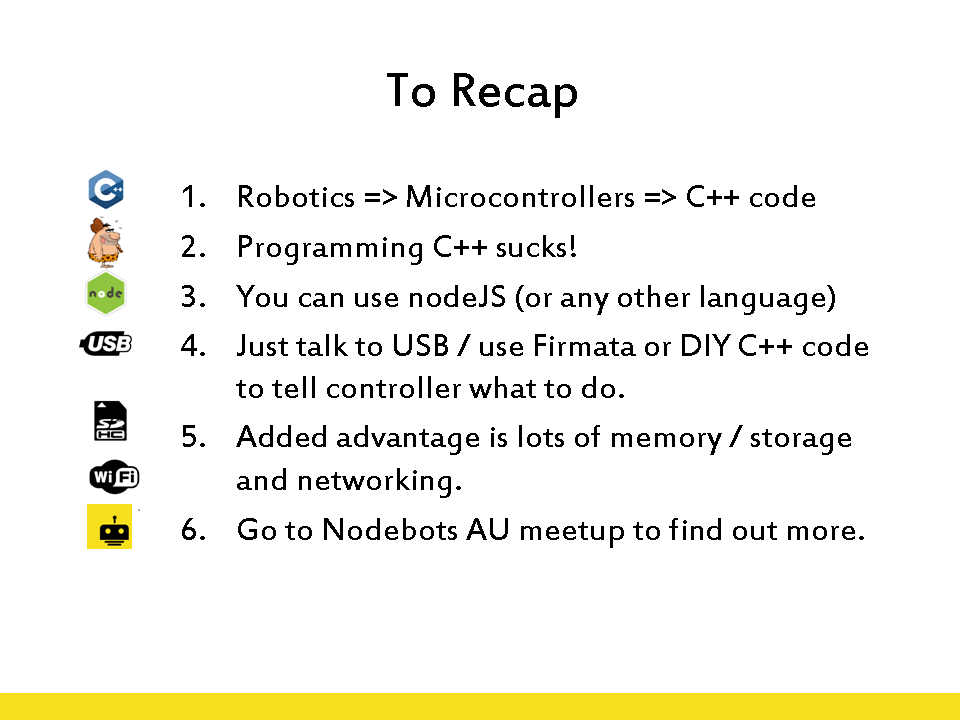 To Recap
1. Robotics => Microcontrollers => C++ code
2. Programming C++ sucks!
node
3. You can use nodeJS (or any other language)
USB
4. Just talk to USB / use Firmata or DIY C++ code
to tell controller what to do.
SD
HC
5. Added advantage is lots of memory / storage
and networking.
WiFi
6. Go to Nodebots AU meetup to find out more.